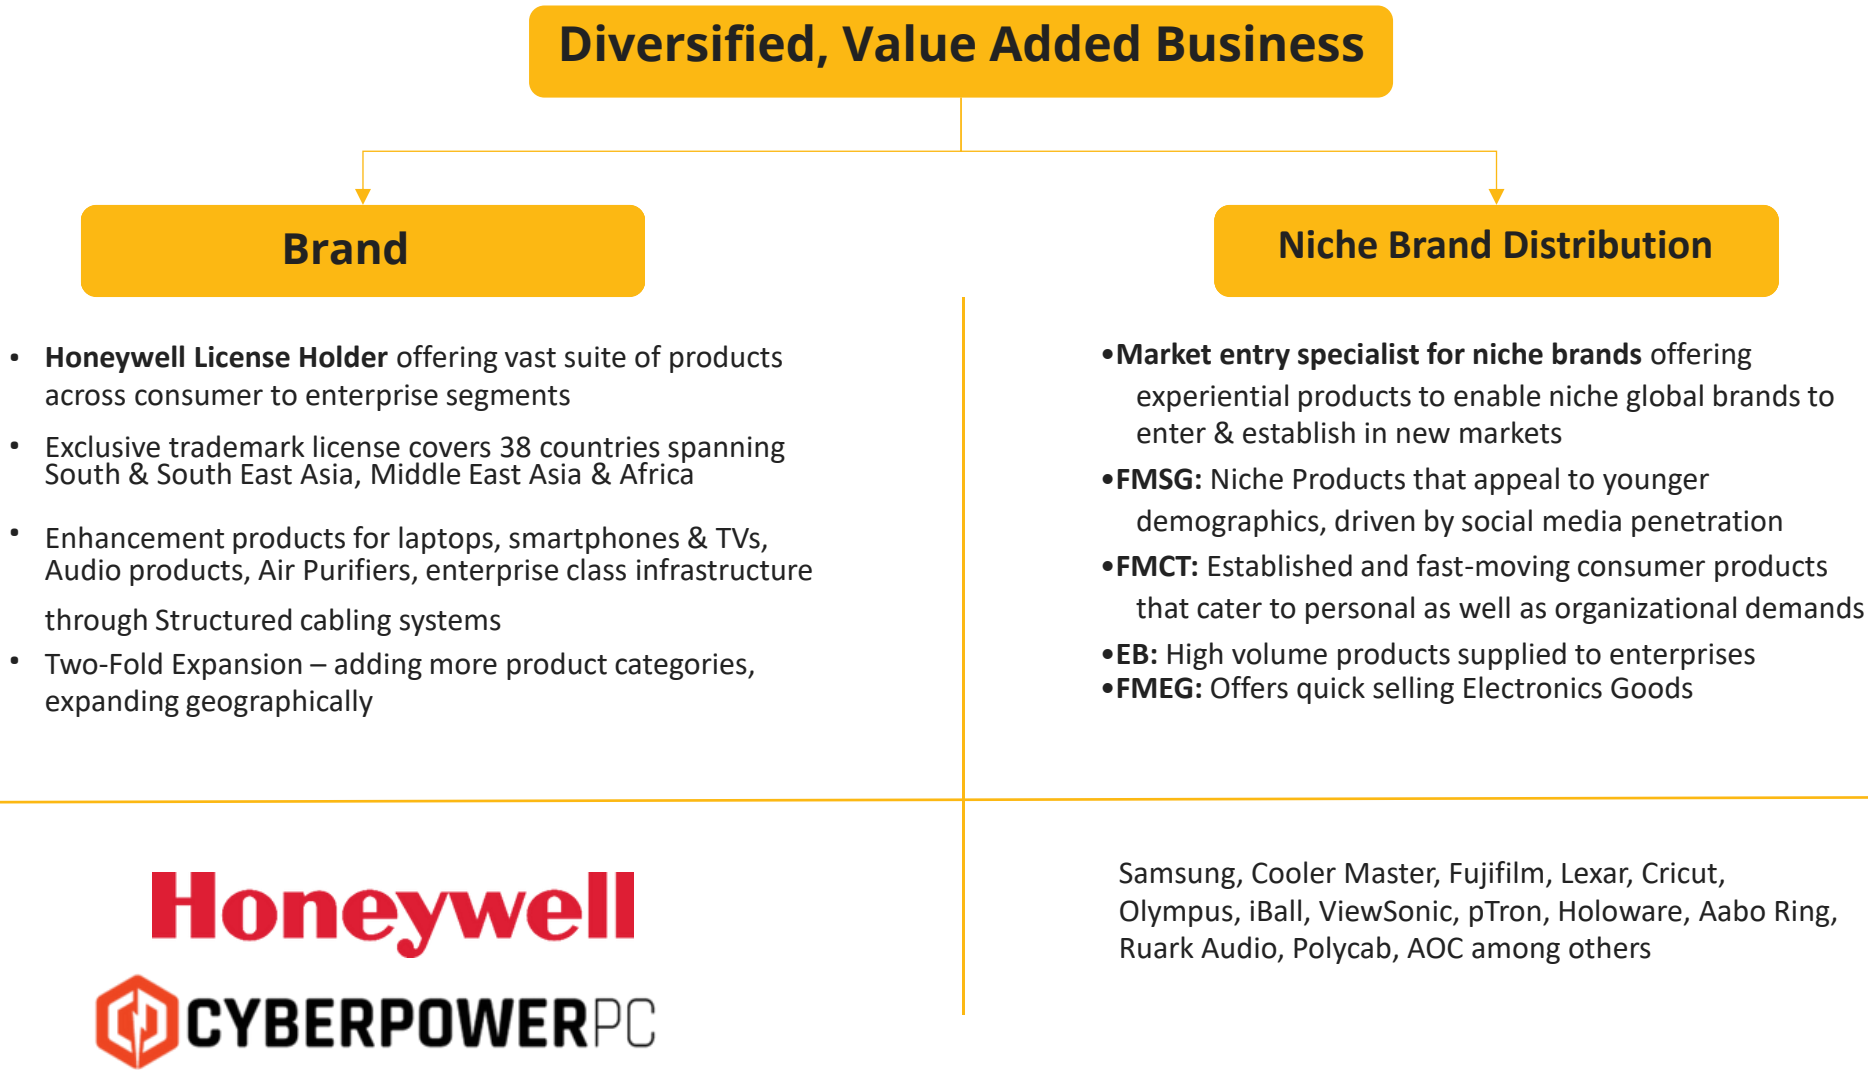 Diversified, Value Added Business
Brand
• Honeywell License Holder offering vast suite of products
across consumer to enterprise segments
• Exclusive trademark license covers 38 countries spanning
South & South East Asia, Middle East Asia & Africa
• Enhancement products for laptops, smartphones & TVs,
Audio products, Air Purifiers, enterprise class infrastructure
through Structured cabling systems
• Two-Fold Expansion – adding more product categories,
expanding geographically
Honeywell
CYBERPOWERPC
Niche Brand Distribution
•Market entry specialist for niche brands offering
experiential products to enable niche global brands to
enter & establish in new markets
•FMSG: Niche Products that appeal to younger
demographics, driven by social media penetration
•FMCT: Established and fast-moving consumer products
that cater to personal as well as organizational demands
•EB: High volume products supplied to enterprises
•FMEG: Offers quick selling Electronics Goods
Samsung, Cooler Master, Fujifilm, Lexar, Cricut,
Olympus, iBall, ViewSonic, pTron, Holoware, Aabo Ring,
Ruark Audio, Polycab, AOC among others